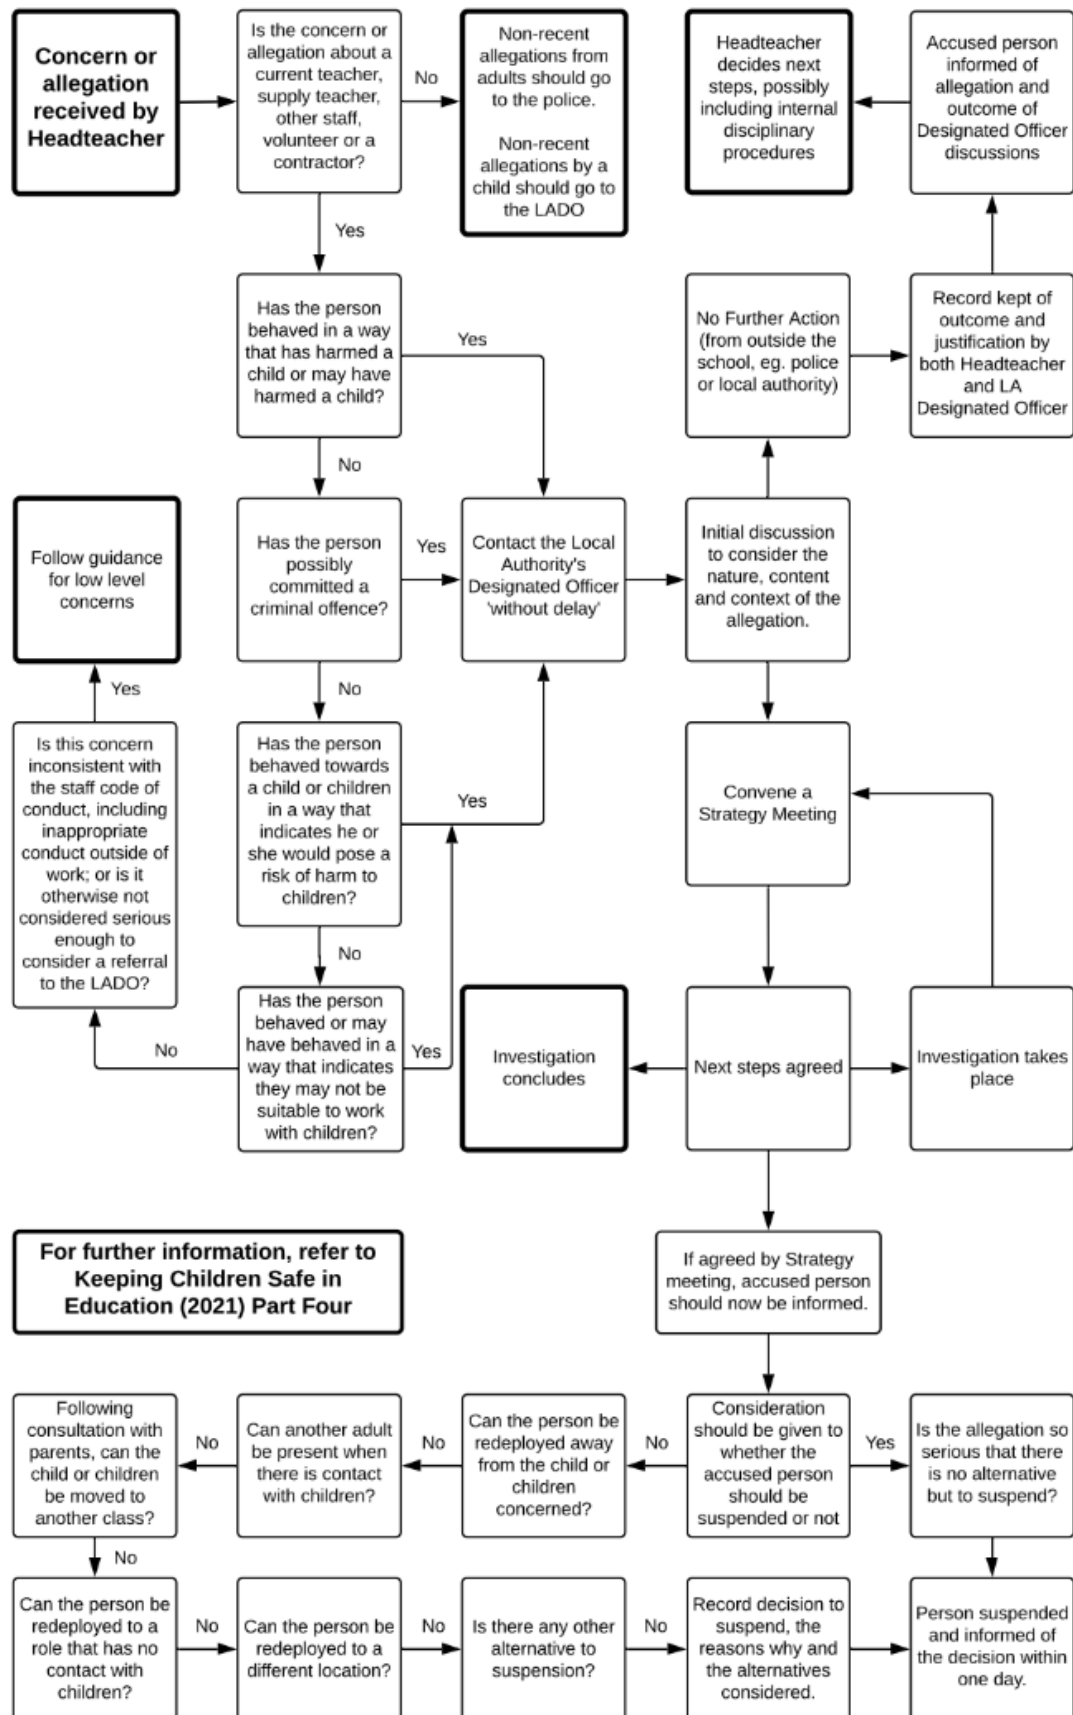 Concern or
allegation
received by
Headteacher
Is the concern or
allegation about a
current teacher,
supply teacher,
other staff,
volunteer or a
contractor?
No
Non-recent
allegations from
adults should go
to the police.
Non-recent
allegations by a
child should go to
the LADO
Headteacher
decides next
steps, possibly
including internal
disciplinary
procedures
Accused person
informed of
allegation and
outcome of
Designated Officer
discussions
Yes
Has the person
behaved in a way
that has harmed a
child or may have
harmed a child?
Yes
No Further Action
(from outside the
school, eg. police
or local authority)
Record kept of
outcome and
justification by
both Headteacher
and LA
Designated Officer
No
Follow guidance
for low level
concerns
Has the person
possibly
committed a
criminal offence?
Yes
Contact the Local
Authority's
Designated Officer
'without delay'
Initial discussion
to consider the
nature, content
and context of the
allegation.
Yes
No
Is this concern
inconsistent with
the staff code of
conduct, including
inappropriate
conduct outside of
work; or is it
otherwise not
considered serious
enough to
consider a referral
to the LADO?
Has the person
behaved towards
a child or children
in a way that
indicates he or
she would pose a
risk of harm to
children?
Yes
Convene a
Strategy Meeting
No
No
Has the person
behaved or may
have behaved in a
way that indicates
they may not be
suitable to work
with children?
Yes
Investigation
concludes
Next steps agreed
Investigation takes
place
For further information, refer to
Keeping Children Safe in
Education (2021) Part Four
If agreed by Strategy
meeting, accused person
should now be informed.
Following
consultation with
parents, can the
child or children
be moved to
another class?
No
Can another adult
be present when
there is contact
with children?
No
Can the person be
redeployed away
from the child or
children
concerned?
No
Consideration
should be given to
whether the
accused person
should be
suspended or not
Yes
Is the allegation so
serious that there
is no alternative
but to suspend?
No
Can the person be
redeployed to a
role that has no
contact with
children?
No
Can the person be
redeployed to a
different location?
No
Is there any other
alternative to
suspension?
No
Record decision to
suspend, the
reasons why and
the alternatives
considered.
Person suspended
and informed of
the decision within
one day.